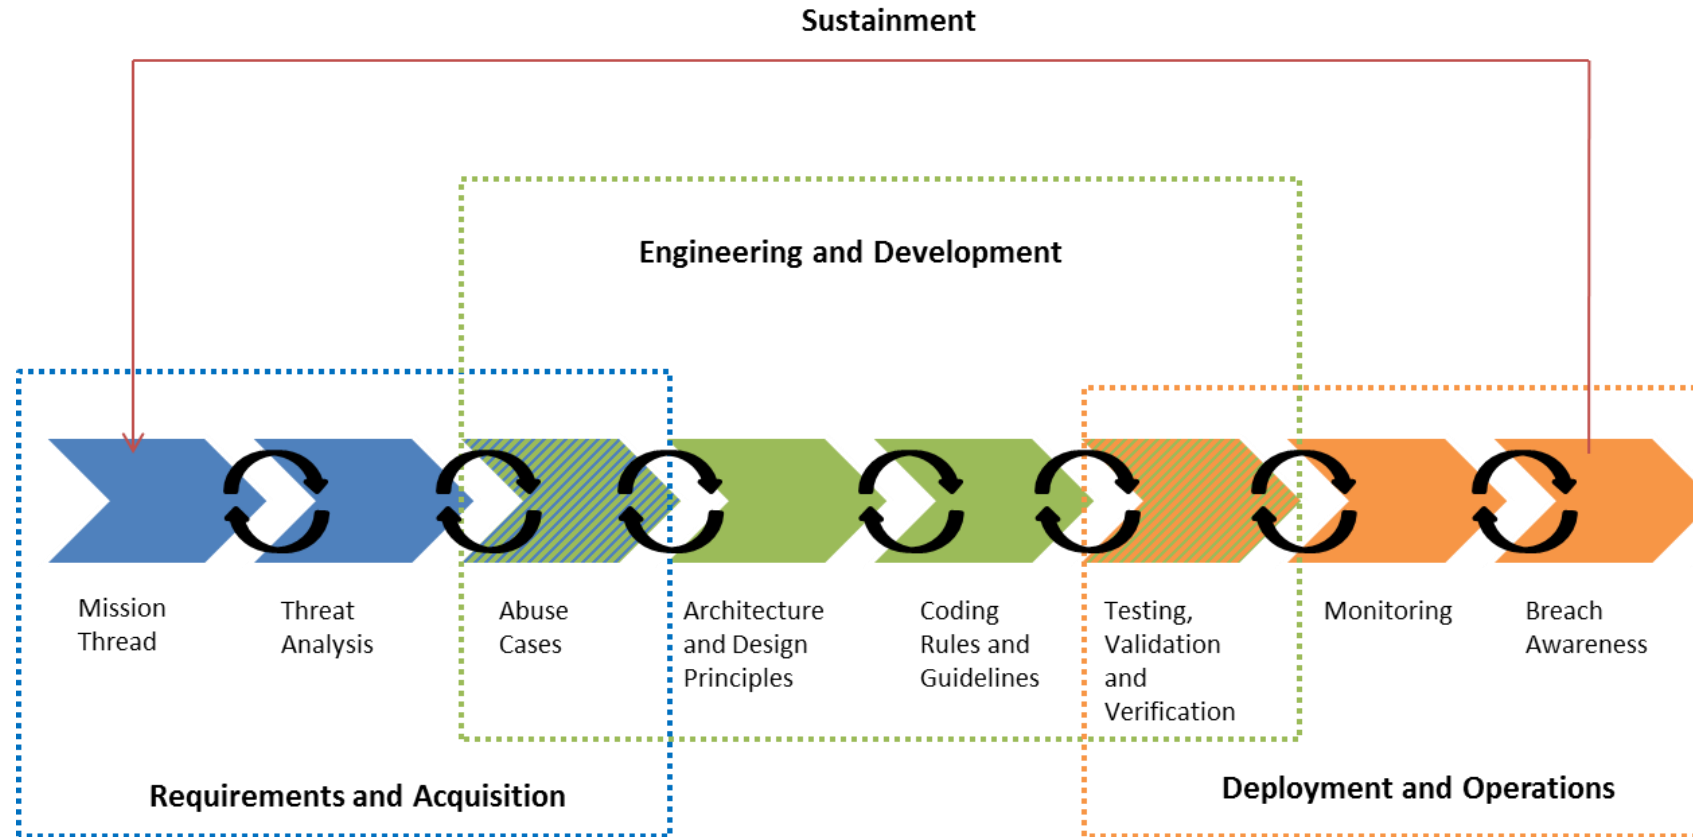 Sustainment
Engineering and Development
Mission
Thread
Threat
Analysis
Abuse
Cases
Architecture
and Design
Principles
Coding
Rules and
Guidelines
Testing,
Validation
and
Verification
Monitoring
Breach
Awareness
Requirements and Acquisition
Deployment and Operations